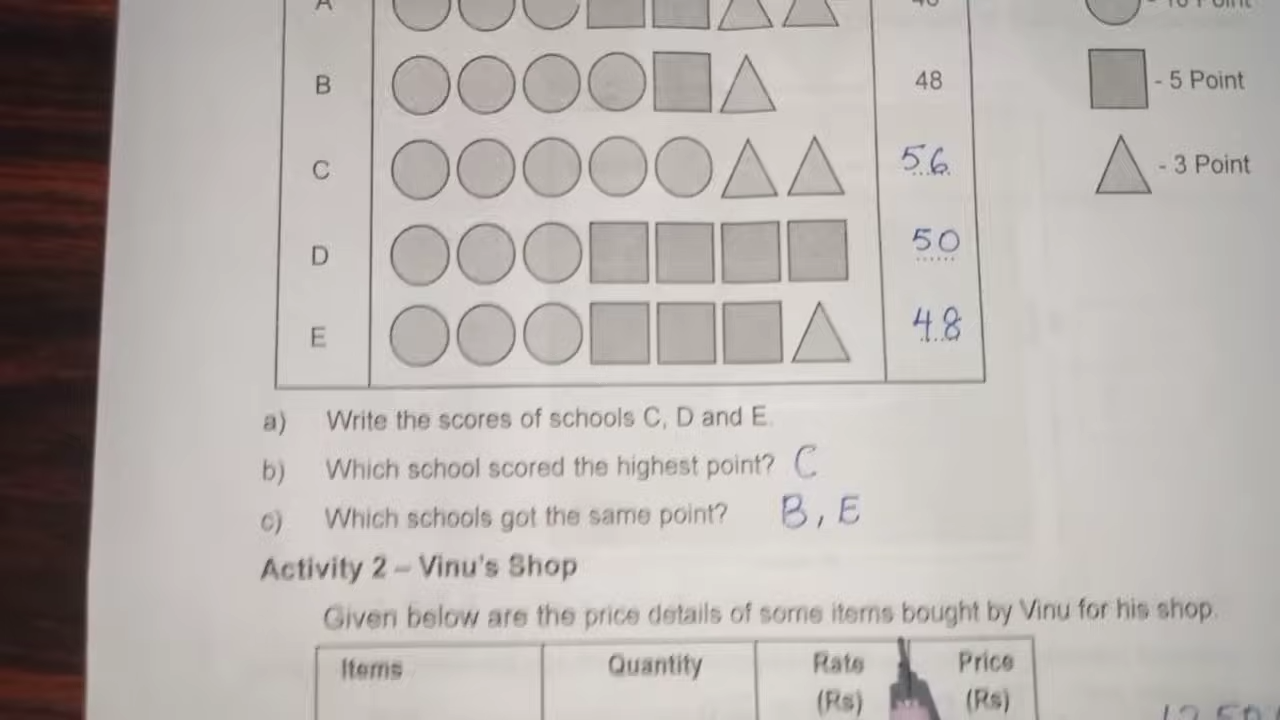 A
B 48 - 5 Point
C 56 - 3 Point
D 50
E 48
a) Write the scores of schools C, D and E.
b) Which school scored the highest point? C
c) Which schools got the same point? B, E
Activity 2 – Vinu's Shop
Given below are the price details of some items bought by Vinu for his shop.
Items Quantity Rate (Rs) Price (Rs)